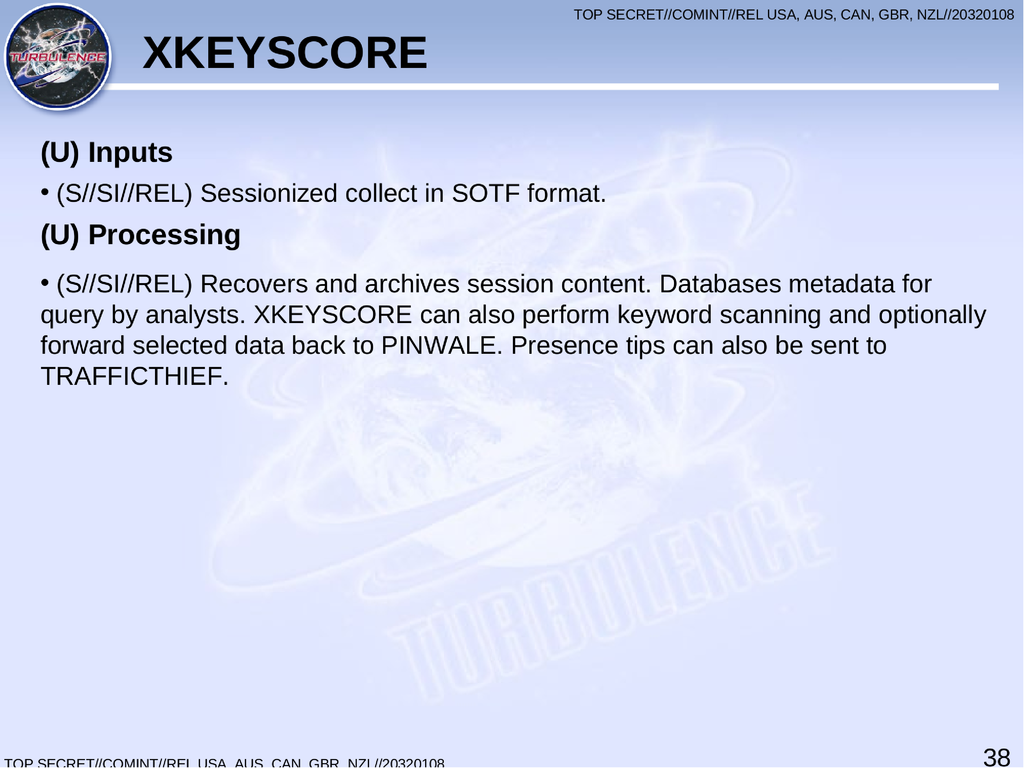 TOP SECRET//COMINT//REL USA, AUS, CAN, GBR, NZL//20320108
TURBULENCE
XKEYSCORE
(U) Inputs
• (S//SI//REL) Sessionized collect in SOTF format.
(U) Processing
• (S//SI//REL) Recovers and archives session content. Databases metadata for
query by analysts. XKEYSCORE can also perform keyword scanning and optionally
forward selected data back to PINWALE. Presence tips can also be sent to
TRAFFICTHIEF.
TURBULENCE
38
TOP SECRET//COMINT//REL USA, AUS, CAN, GBR, NZL//20320108